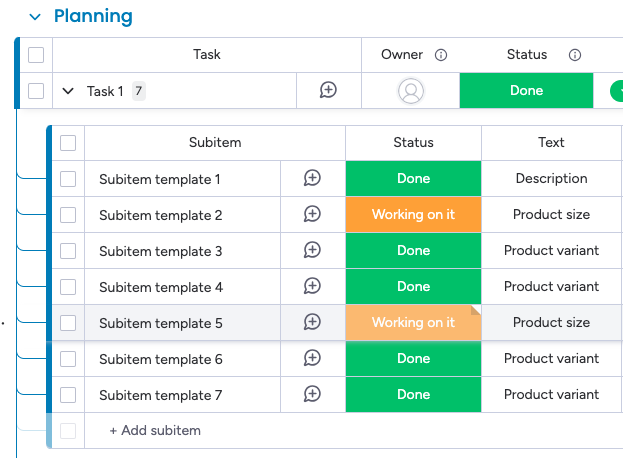 Planning
Task Owner Status
Task 1 7 Done
Subitem Status Text
Subitem template 1 Done Description
Subitem template 2 Working on it Product size
Subitem template 3 Done Product variant
Subitem template 4 Done Product variant
Subitem template 5 Working on it Product size
Subitem template 6 Done Product variant
Subitem template 7 Done Product variant
+ Add subitem